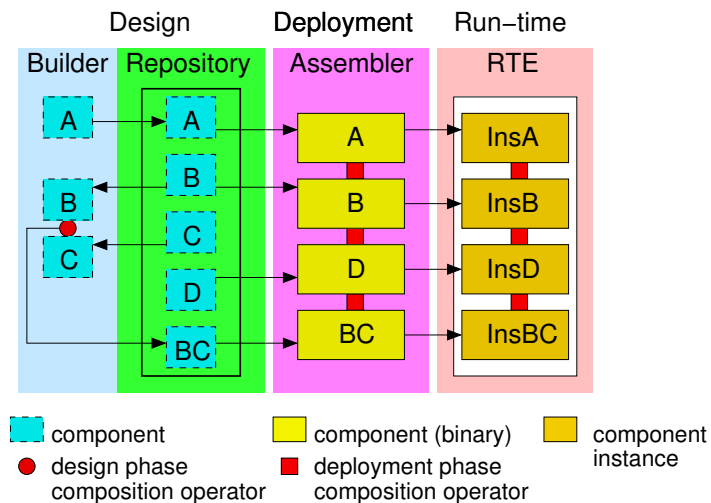 Design Deployment Run-time
Builder Repository Assembler RTE
A A A InsA
B B B InsB
C C D InsD
D BC InsBC
BC
component component (binary) component instance
design phase composition operator deployment phase composition operator